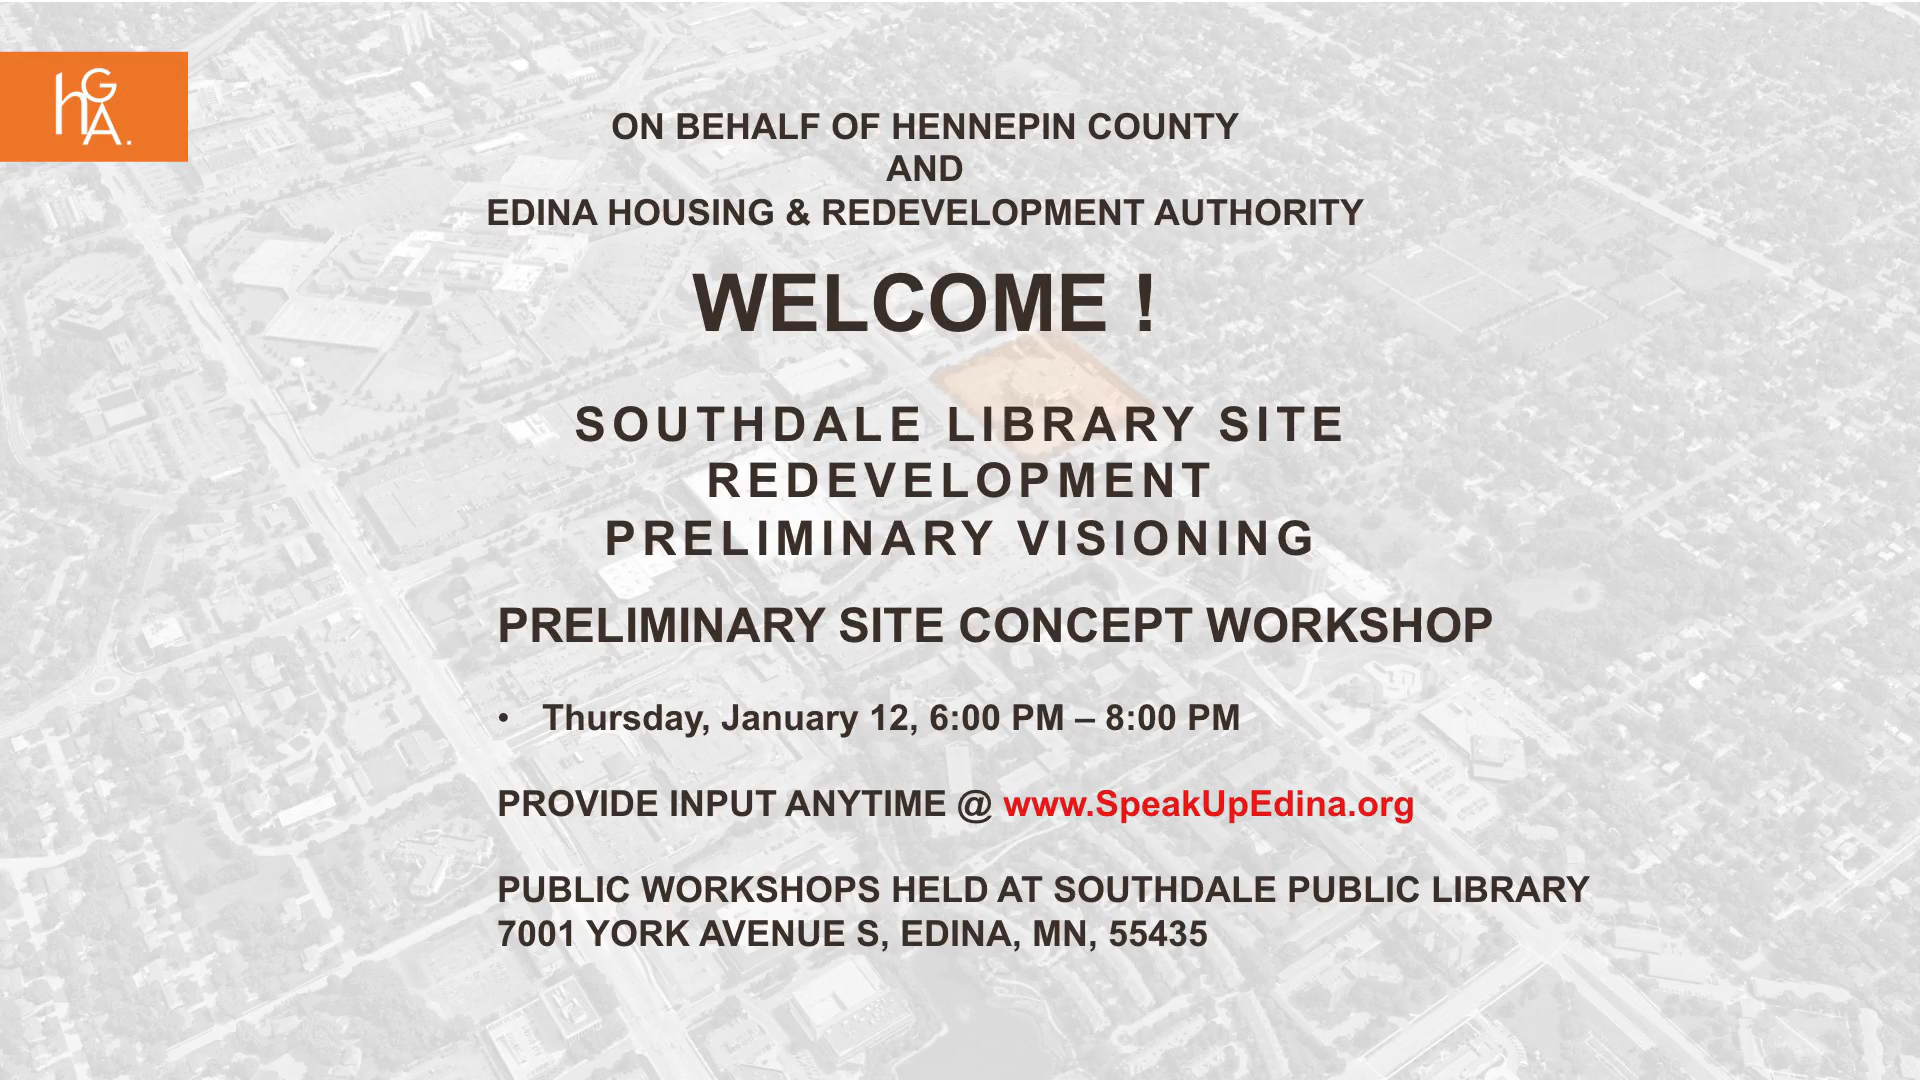 hGA.
ON BEHALF OF HENNEPIN COUNTY
AND
EDINA HOUSING & REDEVELOPMENT AUTHORITY
WELCOME !
SOUTHDALE LIBRARY SITE
REDEVELOPMENT
PRELIMINARY VISIONING
PRELIMINARY SITE CONCEPT WORKSHOP
• Thursday, January 12, 6:00 PM – 8:00 PM
PROVIDE INPUT ANYTIME @ www.SpeakUpEdina.org
PUBLIC WORKSHOPS HELD AT SOUTHDALE PUBLIC LIBRARY
7001 YORK AVENUE S, EDINA, MN, 55435